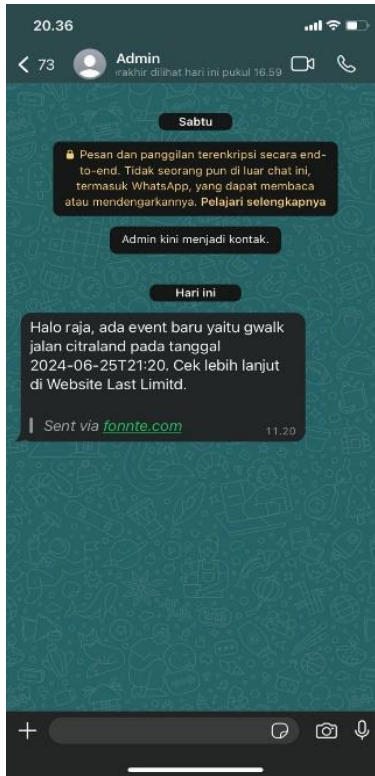 20.36
73
Admin
rakhir dilihat hari ini pukul 16.59
Sabtu
Pesan dan panggilan terenkripsi secara end-
to-end. Tidak seorang pun di luar chat ini,
termasuk WhatsApp, yang dapat membaca
atau mendengarkannya. Pelajari selengkapnya
Admin kini menjadi kontak.
Hari ini
Halo raja, ada event baru yaitu gwalk
jalan citraland pada tanggal
2024-06-25T21:20. Cek lebih lanjut
di Website Last Limitd.
Sent via fonnte.com
11.20